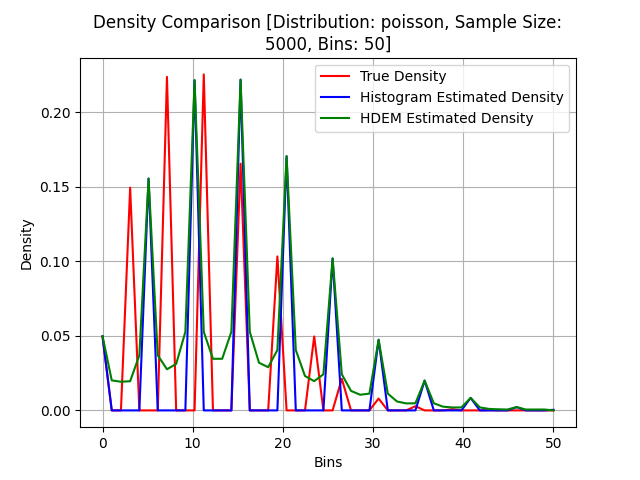 Density Comparison [Distribution: poisson, Sample Size:
5000, Bins: 50]
True Density
Histogram Estimated Density
HDEM Estimated Density
Density
0.20
0.15
0.10
0.05
0.00
0 10 20 30 40 50
Bins